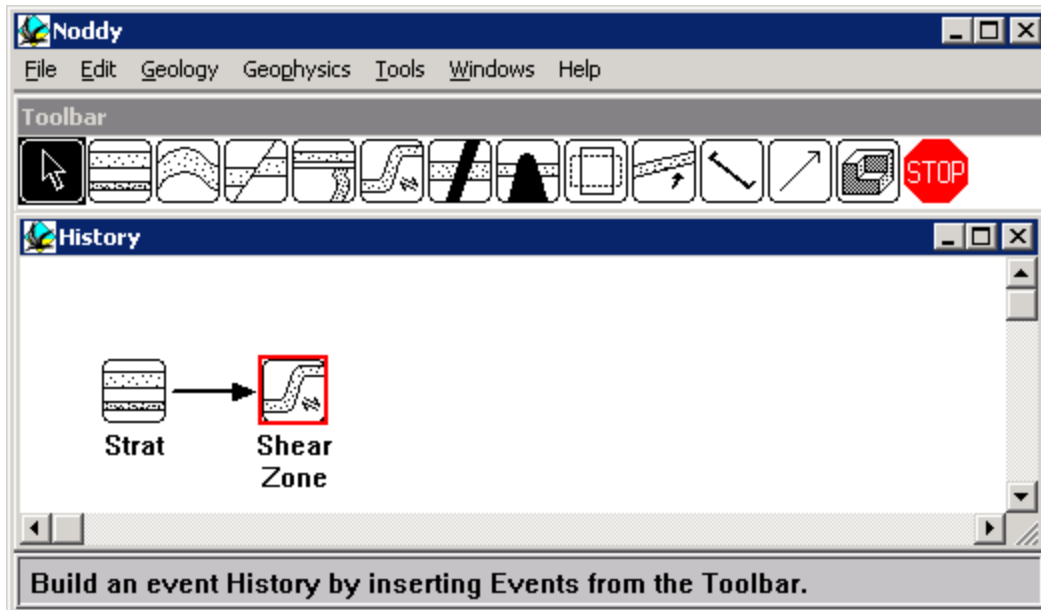 Noddy
File Edit Geology Geophysics Tools Windows Help
Toolbar
STOP
History
Strat
Shear
Zone
Build an event History by inserting Events from the Toolbar.